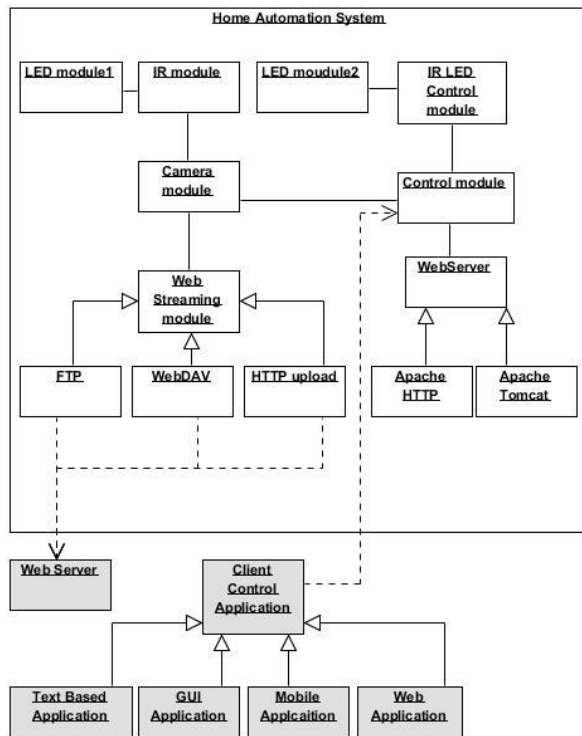 Home Automation System
LED module1
IR module
LED moudule2
IR LED
Control
module
Camera
module
Control module
Web
Streaming
module
WebServer
FTP
WebDAV
HTTP upload
Apache
HTTP
Apache
Tomcat
Web Server
Client
Control
Application
Text Based
Application
GUI
Application
Mobile
Applcaition
Web
Application